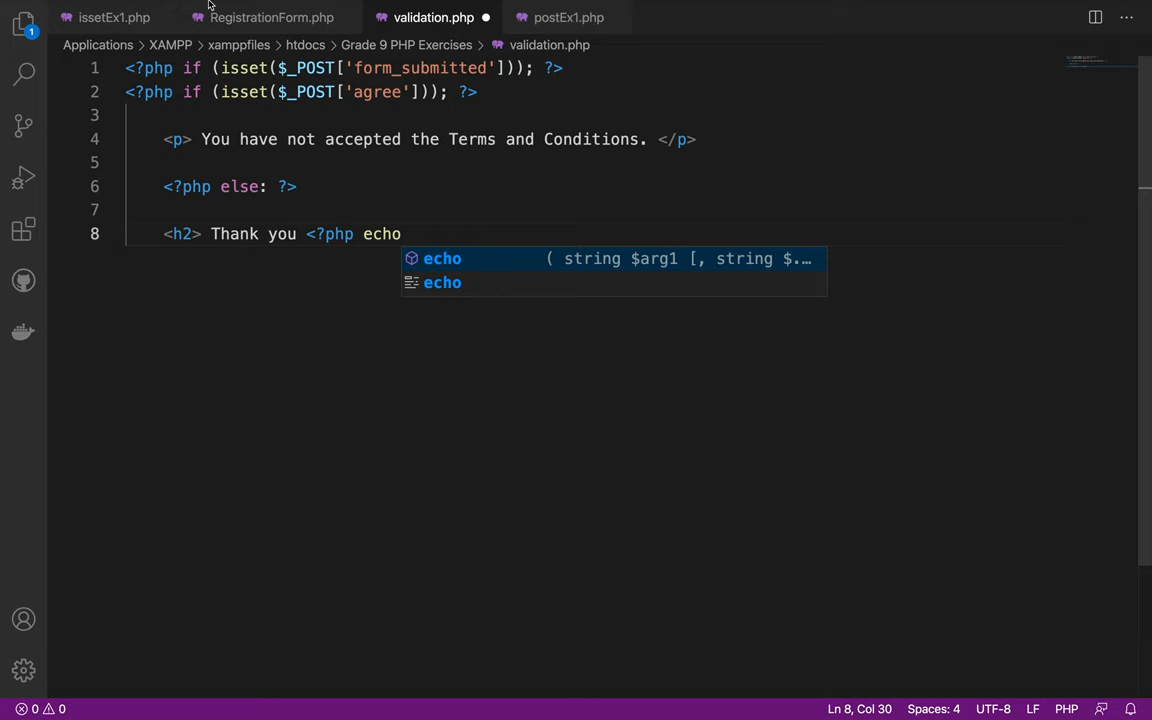 issetEx1.php RegistrationForm.php validation.php postEx1.php
1
Applications > XAMPP > xamppfiles > htdocs > Grade 9 PHP Exercises > validation.php
1 <?php if (isset($_POST['form_submitted'])); ?>
2 <?php if (isset($_POST['agree'])); ?>
3
4 <p> You have not accepted the Terms and Conditions. </p>
5
6 <?php else: ?>
7
8 <h2> Thank you <?php echo
echo ( string $arg1 [, string $.…
echo
0 0 Ln 8, Col 30 Spaces: 4 UTF-8 LF PHP